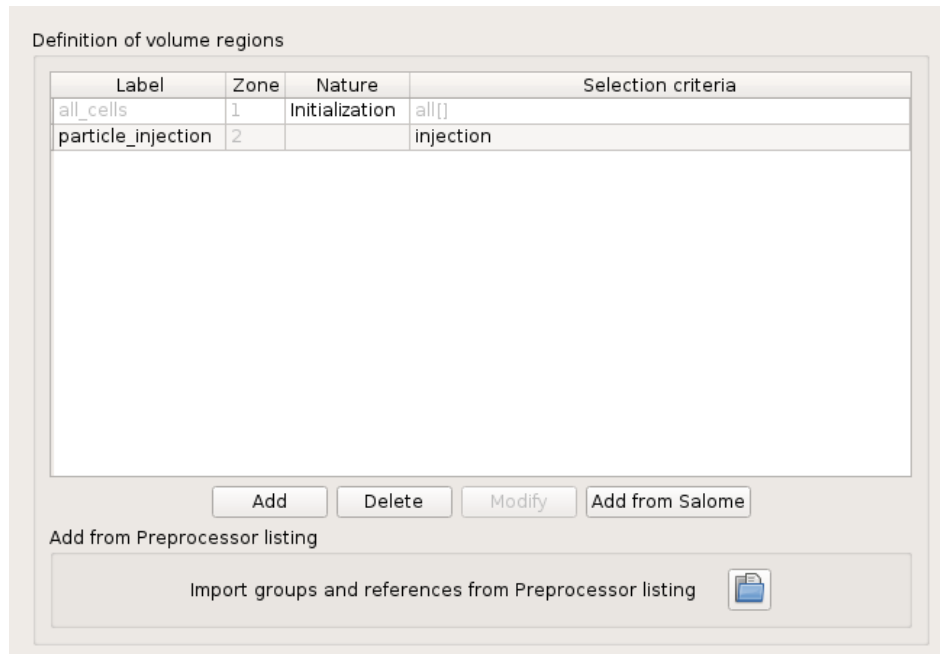 Definition of volume regions
Label Zone Nature Selection criteria
all_cells 1 Initialization all[]
particle_injection 2 injection
Add Delete Modify Add from Salome
Add from Preprocessor listing
Import groups and references from Preprocessor listing